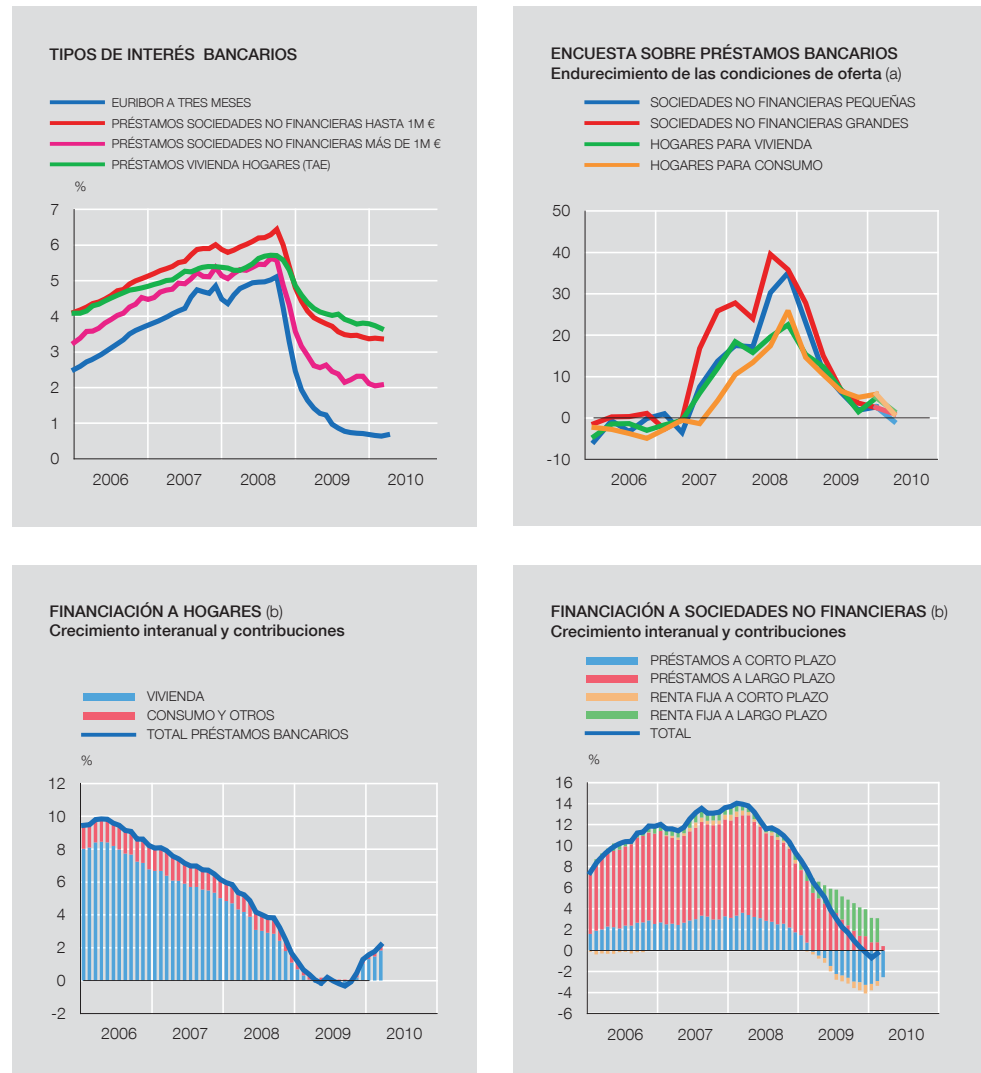 TIPOS DE INTERÉS BANCARIOS
EURIBOR A TRES MESES
PRÉSTAMOS SOCIEDADES NO FINANCIERAS HASTA 1M €
PRÉSTAMOS SOCIEDADES NO FINANCIERAS MÁS DE 1M €
PRÉSTAMOS VIVIENDA HOGARES (TAE)
%
7
6
5
4
3
2
1
0
2006 2007 2008 2009 2010
ENCUESTA SOBRE PRÉSTAMOS BANCARIOS
Endurecimiento de las condiciones de oferta (a)
SOCIEDADES NO FINANCIERAS PEQUEÑAS
SOCIEDADES NO FINANCIERAS GRANDES
HOGARES PARA VIVIENDA
HOGARES PARA CONSUMO
50
40
30
20
10
0
-10
2006 2007 2008 2009 2010
FINANCIACIÓN A HOGARES (b)
Crecimiento interanual y contribuciones
VIVIENDA
CONSUMO Y OTROS
TOTAL PRÉSTAMOS BANCARIOS
%
12
10
8
6
4
2
0
-2
2006 2007 2008 2009 2010
FINANCIACIÓN A SOCIEDADES NO FINANCIERAS (b)
Crecimiento interanual y contribuciones
PRÉSTAMOS A CORTO PLAZO
PRÉSTAMOS A LARGO PLAZO
RENTA FIJA A CORTO PLAZO
RENTA FIJA A LARGO PLAZO
TOTAL
%
16
14
12
10
8
6
4
2
0
-2
-4
-6
2006 2007 2008 2009 2010